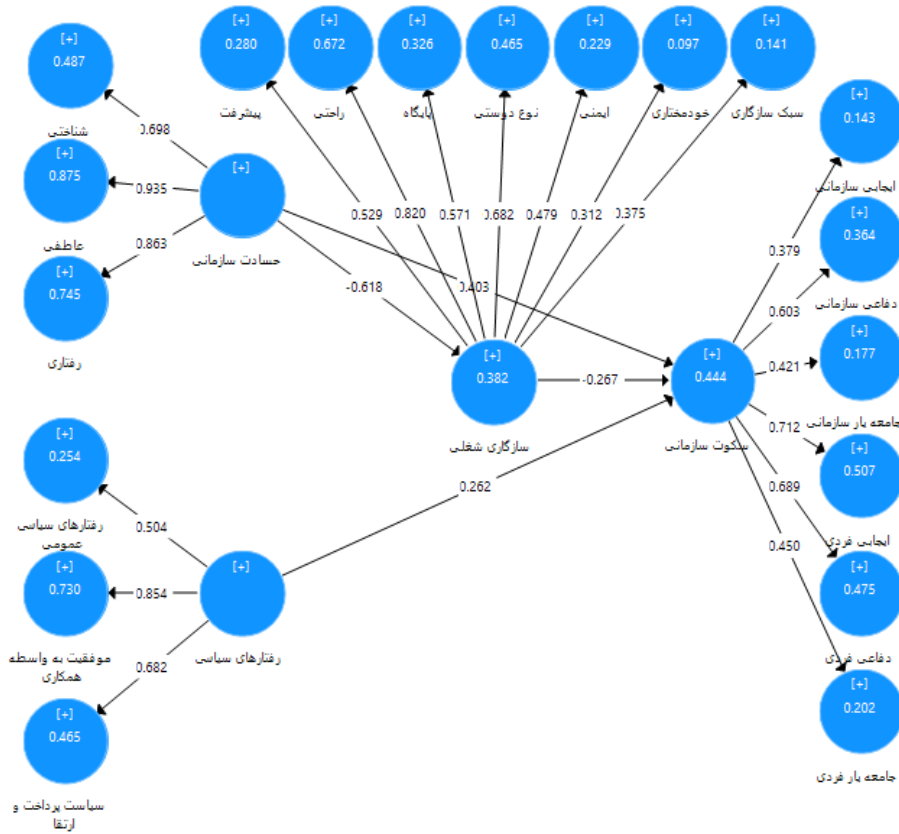 [+]
0.487
شناختی
[+]
0.875
عاطفی
[+]
0.745
رفتاری
0.698
0.935
0.863
[+]
حسادت سازمانی
[+]
0.280
پیشرفت
[+]
0.672
راحتی
[+]
0.326
پایگاه
[+]
0.465
نوع دوستی
[+]
0.229
ایمنی
[+]
0.097
خودمختاری
[+]
0.141
سبک سازگاری
0.529
0.820
0.571
0.682
0.479
0.312
0.375
-0.618
0.403
[+]
0.382
سازگاری شغلی
-0.267
[+]
0.444
سکوت سازمانی
0.262
[+]
0.143
ایجابی سازمانی
[+]
0.364
دفاعی سازمانی
[+]
0.177
جامعه یار سازمانی
[+]
0.507
ایجابی فردی
[+]
0.475
دفاعی فردی
[+]
0.202
جامعه یار فردی
0.379
0.603
0.421
0.712
0.689
0.450
[+]
0.254
رفتارهای سیاسی
عمومی
[+]
0.730
موفقیت به واسطه
همکاری
[+]
0.465
سیاست پرداخت و
ارتقا
0.504
0.854
0.682
[+]
رفتارهای سیاسی